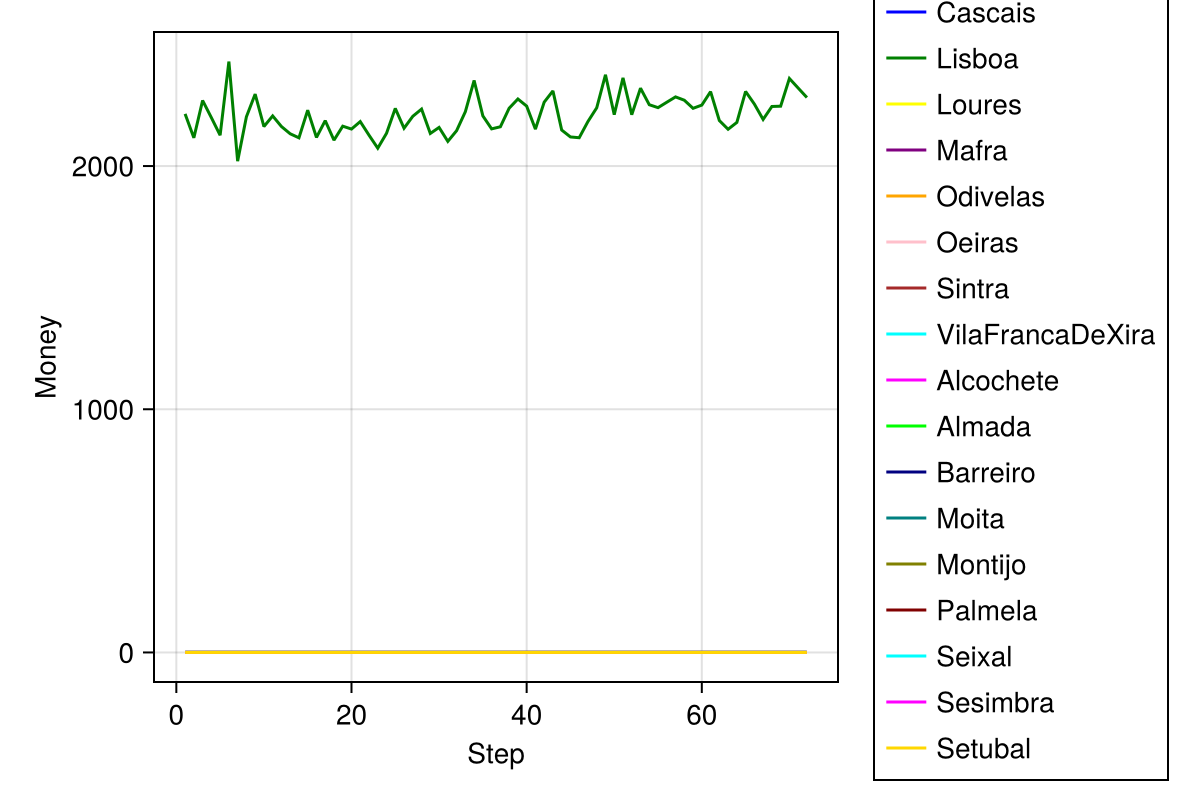 2000
1000
0
0
20
40
60
Money
Step
Cascais
Lisboa
Loures
Mafra
Odivelas
Oeiras
Sintra
VilaFrancaDeXira
Alcochete
Almada
Barreiro
Moita
Montijo
Palmela
Seixal
Sesimbra
Setubal